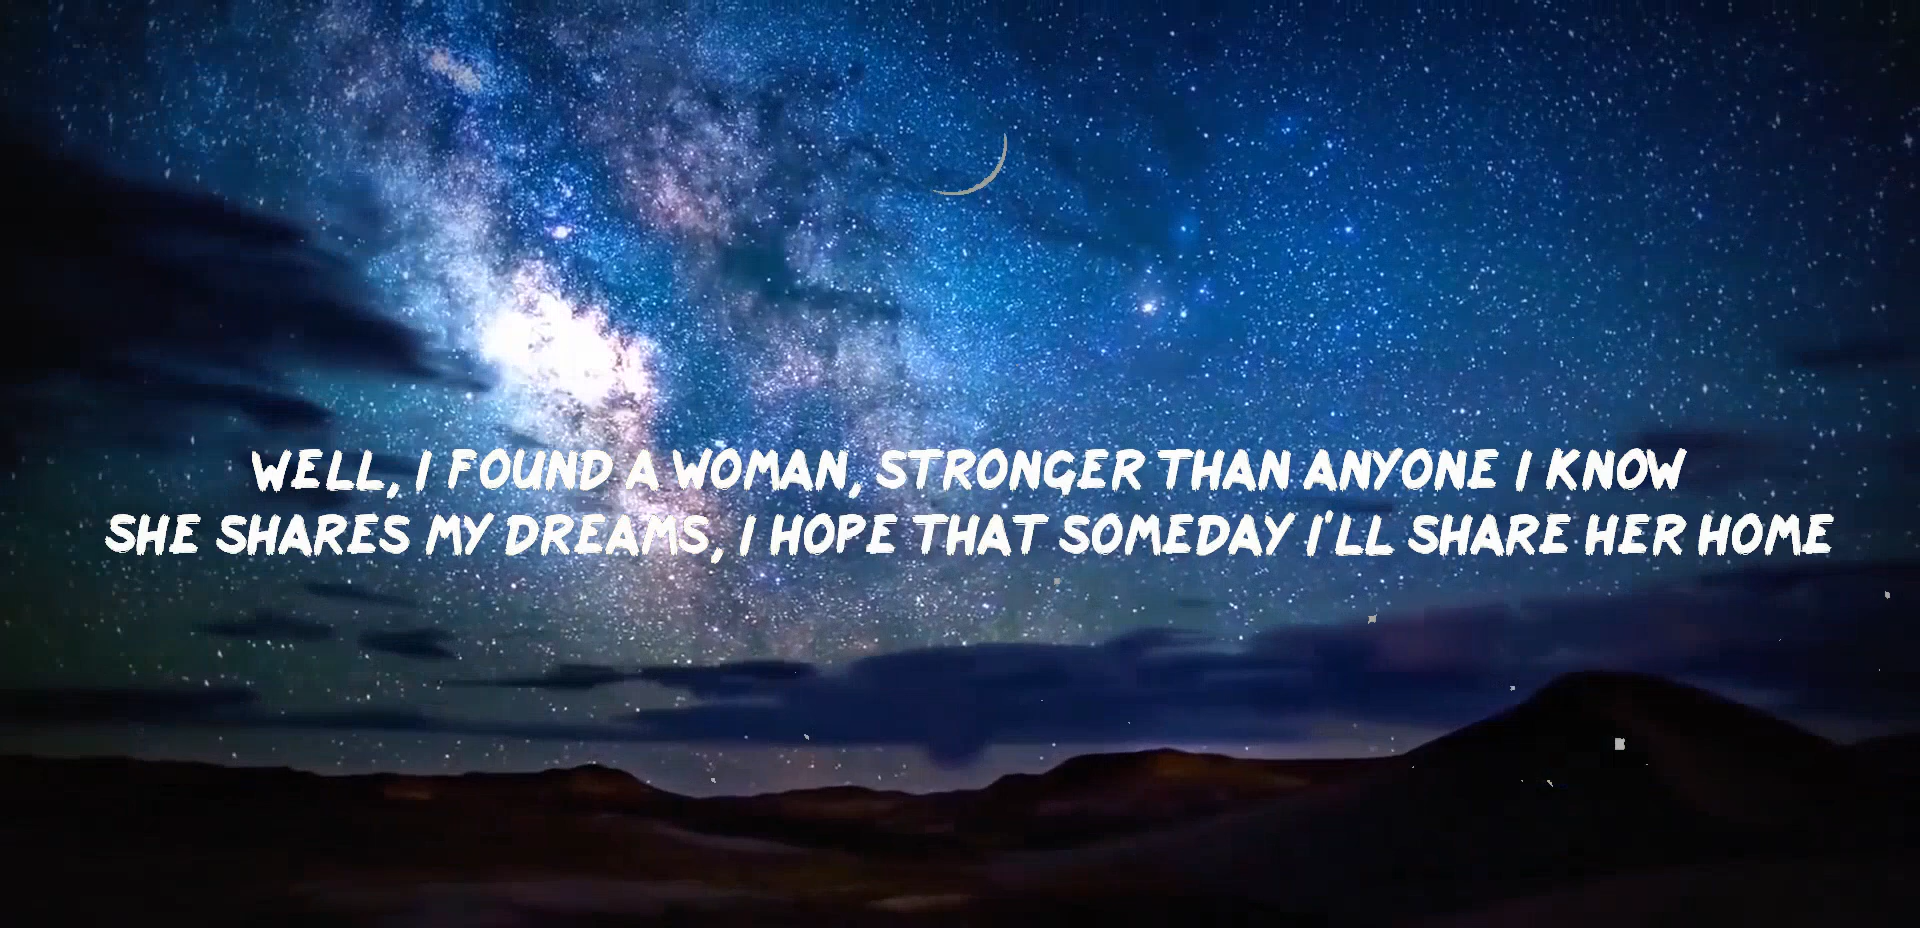 WELL, I FOUND A WOMAN, STRONGER THAN ANYONE I KNOW
SHE SHARES MY DREAMS, I HOPE THAT SOMEDAY I'LL SHARE HER HOME